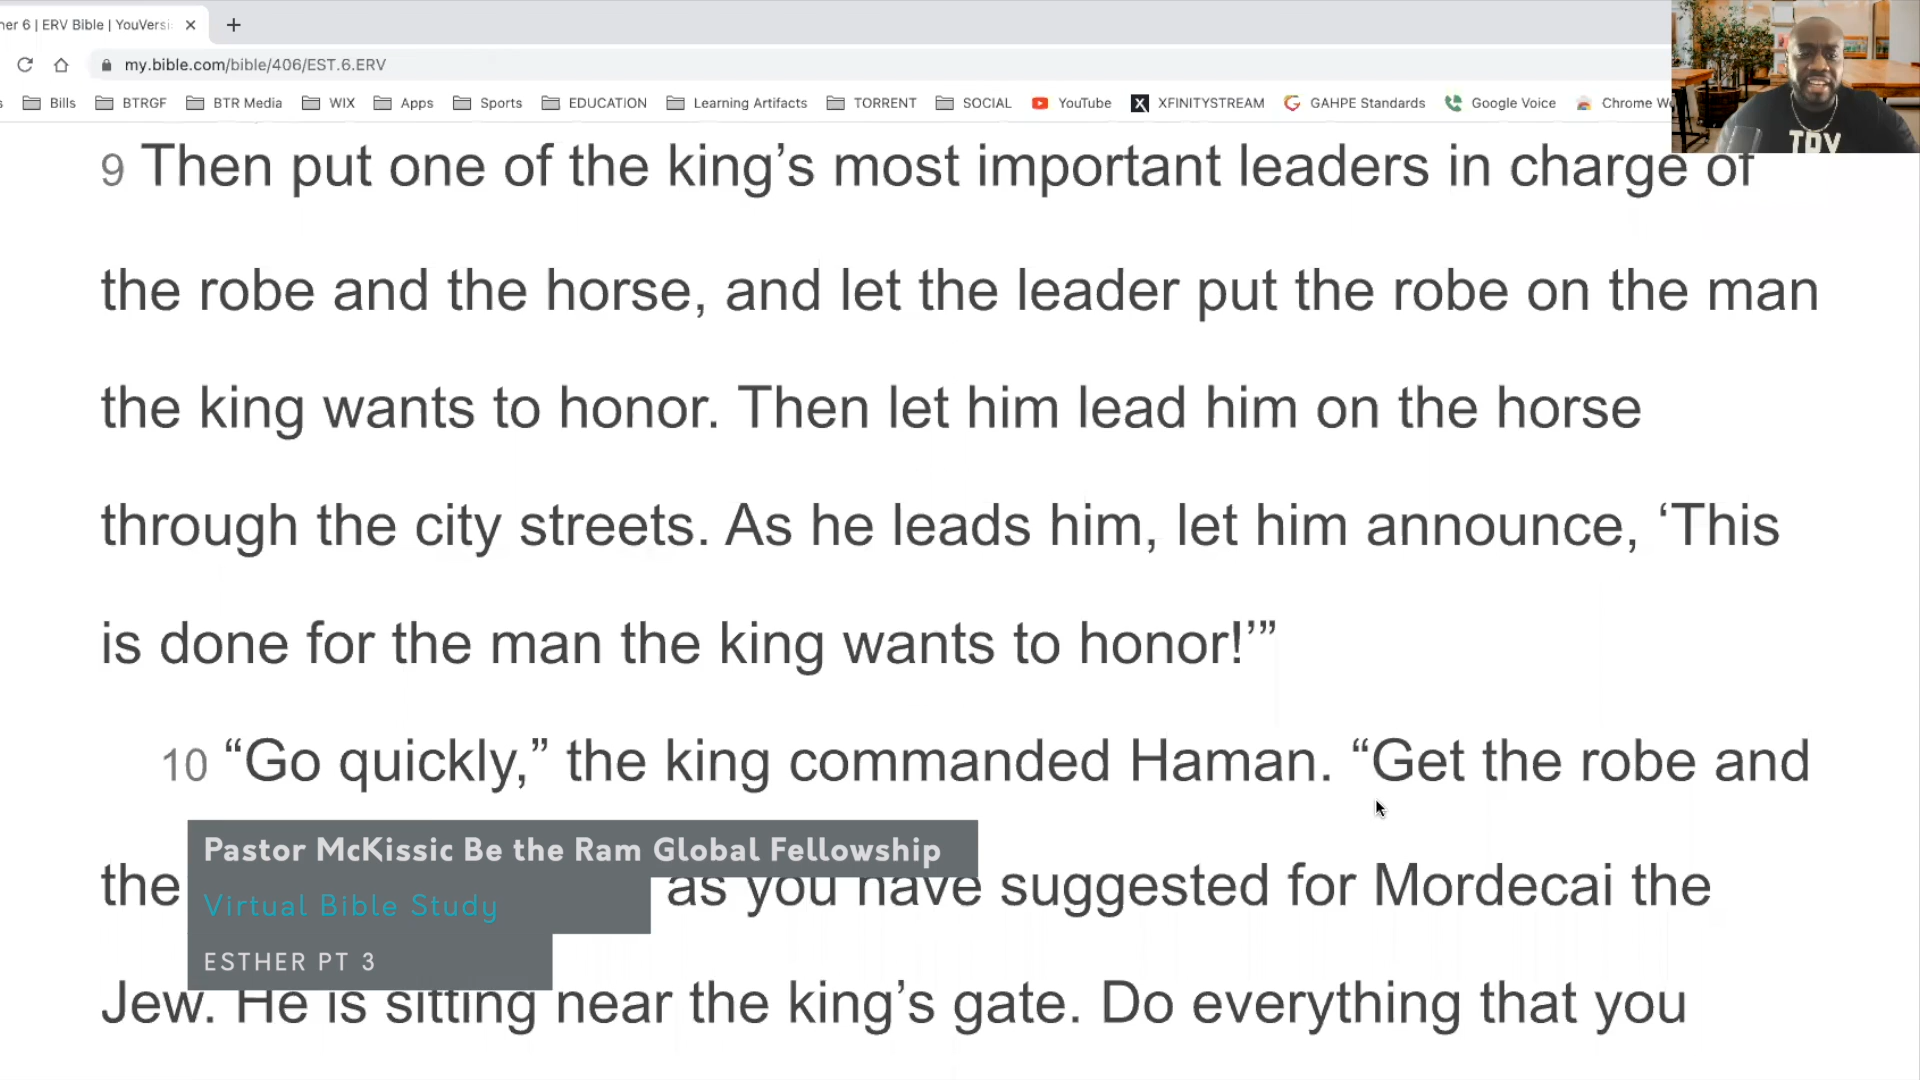 ner 6 | ERV Bible | YouVersi
my.bible.com/bible/406/EST.6.ERV
s Bills BTRGF BTR Media WIX Apps Sports EDUCATION Learning Artifacts TORRENT SOCIAL YouTube XFINITYSTREAM GAHPE Standards Google Voice Chrome We
9 Then put one of the king’s most important leaders in charge of
the robe and the horse, and let the leader put the robe on the man
the king wants to honor. Then let him lead him on the horse
through the city streets. As he leads him, let him announce, ‘This
is done for the man the king wants to honor!’”
10 “Go quickly,” the king commanded Haman. “Get the robe and
the as you have suggested for Mordecai the
Jew. He is sitting near the king’s gate. Do everything that you
Pastor McKissic Be the Ram Global Fellowship
Virtual Bible Study
ESTHER PT 3